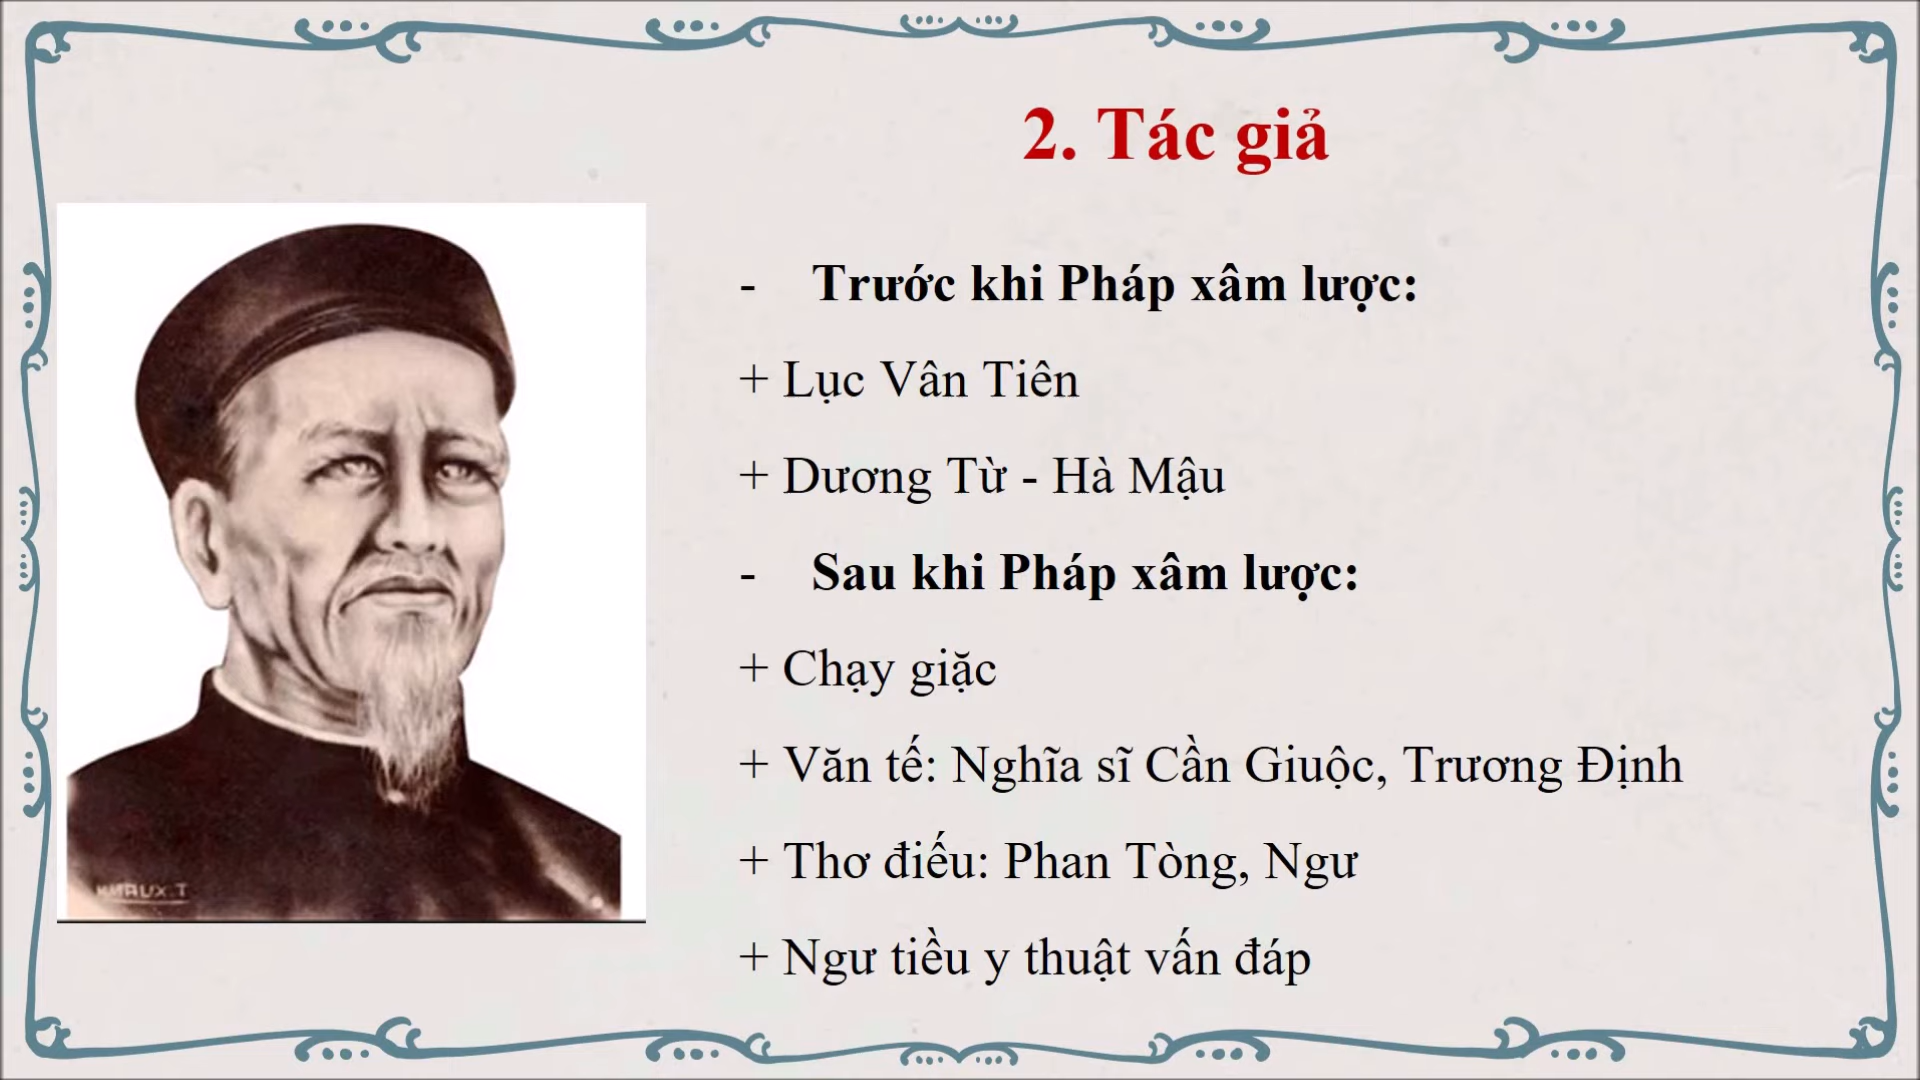 2. Tác giả
- Trước khi Pháp xâm lược:
+ Lục Vân Tiên
+ Dương Từ - Hà Mậu
- Sau khi Pháp xâm lược:
+ Chạy giặc
+ Văn tế: Nghĩa sĩ Cần Giuộc, Trương Định
+ Thơ điếu: Phan Tòng, Ngư
+ Ngư tiều y thuật vấn đáp